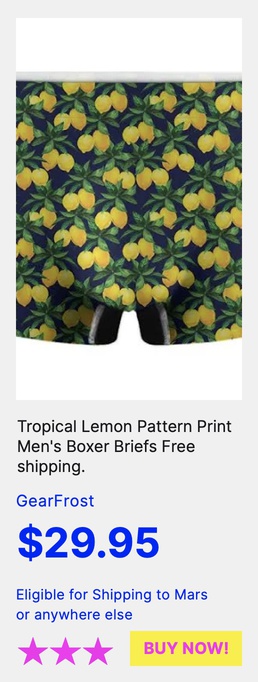 Tropical Lemon Pattern Print
Men's Boxer Briefs Free
shipping.
GearFrost
$29.95
Eligible for Shipping to Mars
or anywhere else
BUY NOW!